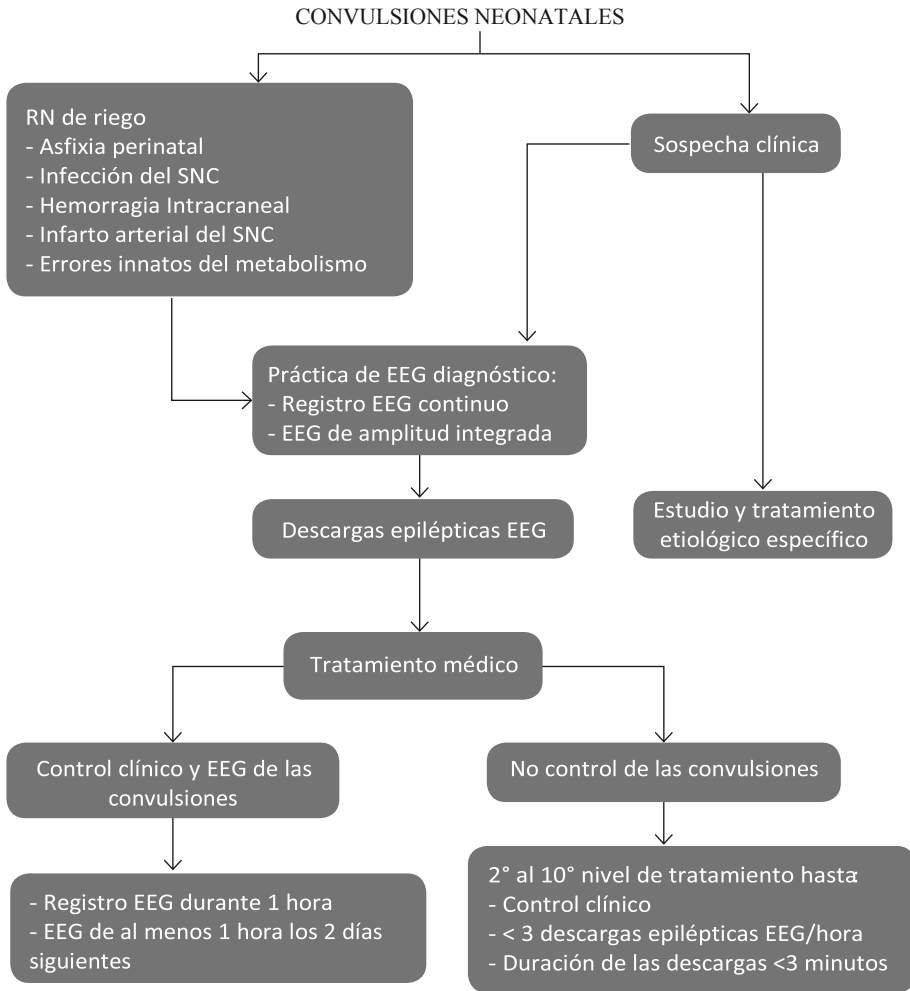 CONVULSIONES NEONATALES
RN de riego
- Asfixia perinatal
- Infección del SNC
- Hemorragia Intracraneal
- Infarto arterial del SNC
- Errores innatos del metabolismo
Sospecha clínica
Práctica de EEG diagnóstico:
- Registro EEG continuo
- EEG de amplitud integrada
Descargas epilépticas EEG
Estudio y tratamiento
etiológico específico
Tratamiento médico
Control clínico y EEG de las
convulsiones
No control de las convulsiones
- Registro EEG durante 1 hora
- EEG de al menos 1 hora los 2 días
siguientes
2° al 10° nivel de tratamiento hasta:
- Control clínico
- < 3 descargas epilépticas EEG/hora
- Duración de las descargas <3 minutos